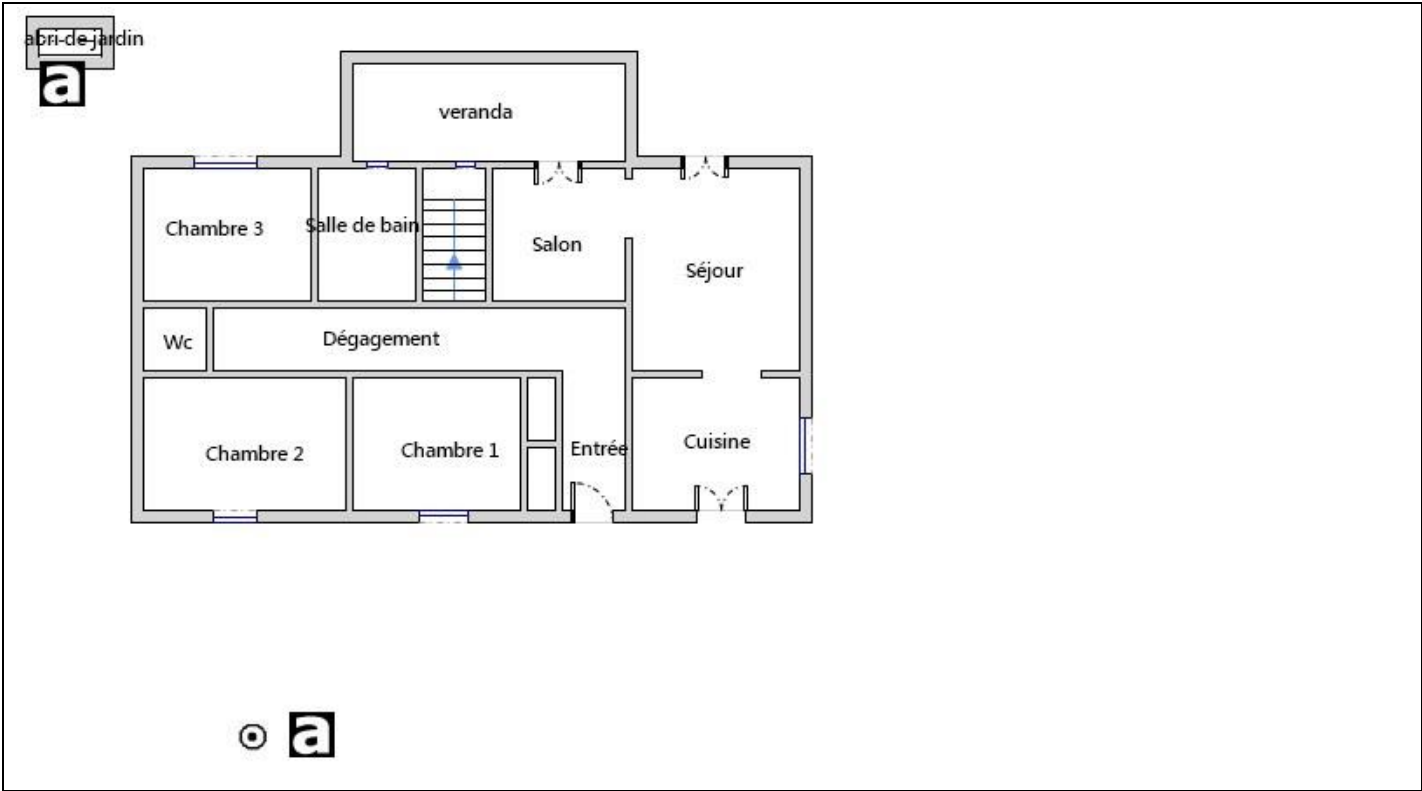 abri-de-jardin
a
veranda
Chambre 3
Salle de bain
Salon
Séjour
Wc
Dégagement
Chambre 2
Chambre 1
Entrée
Cuisine
a